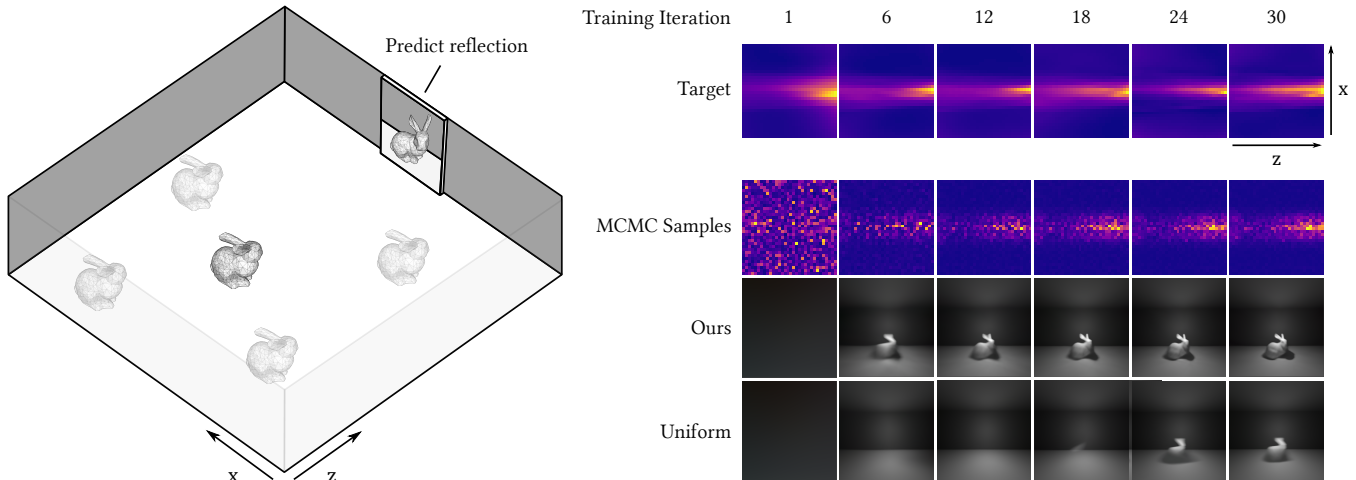 Predict reflection
x
z
Training Iteration 1 6 12 18 24 30
Target
x
z
MCMC Samples
Ours
Uniform